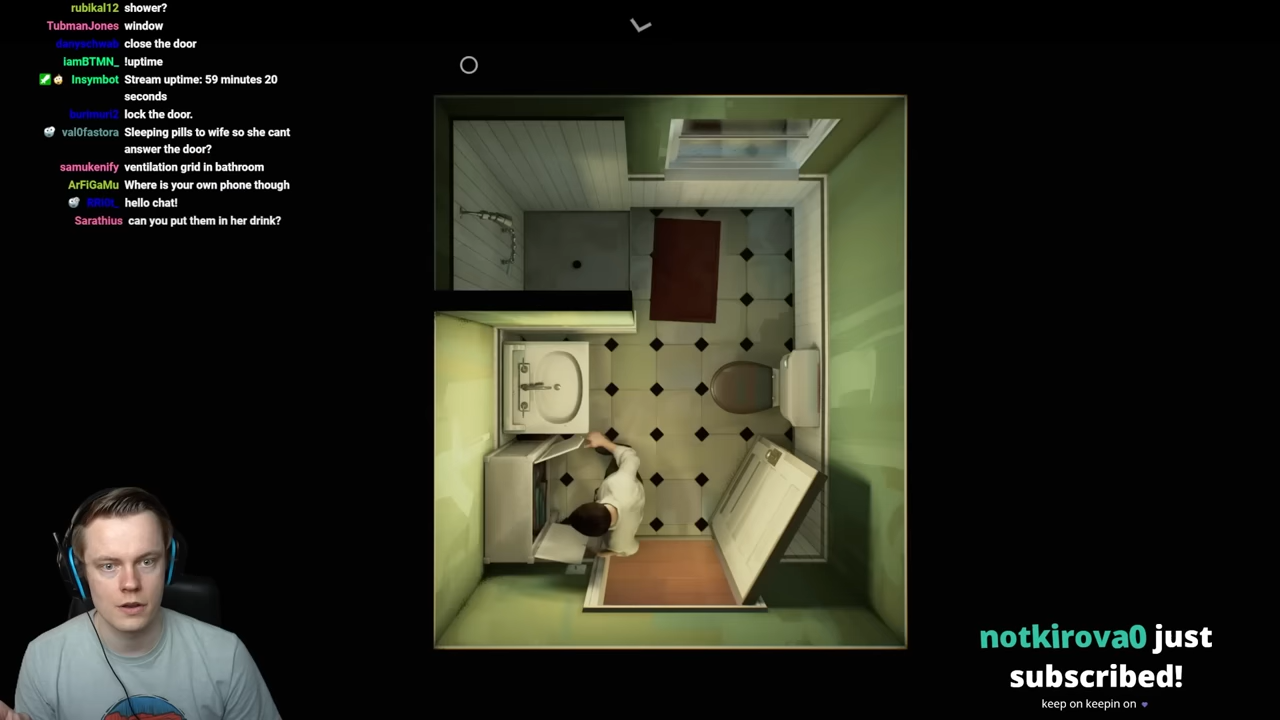 rubikal12 shower?
TubmanJones window
danyschwab close the door
iamBTMN_ !uptime
Insymbot Stream uptime: 59 minutes 20
seconds
lock the door.
val0fastora Sleeping pills to wife so she cant
answer the door?
samukenify ventilation grid in bathroom
ArFiGaMu Where is your own phone though
hello chat!
Sarathius can you put them in her drink?
notkirova0 just
subscribed!
keep on keepin on